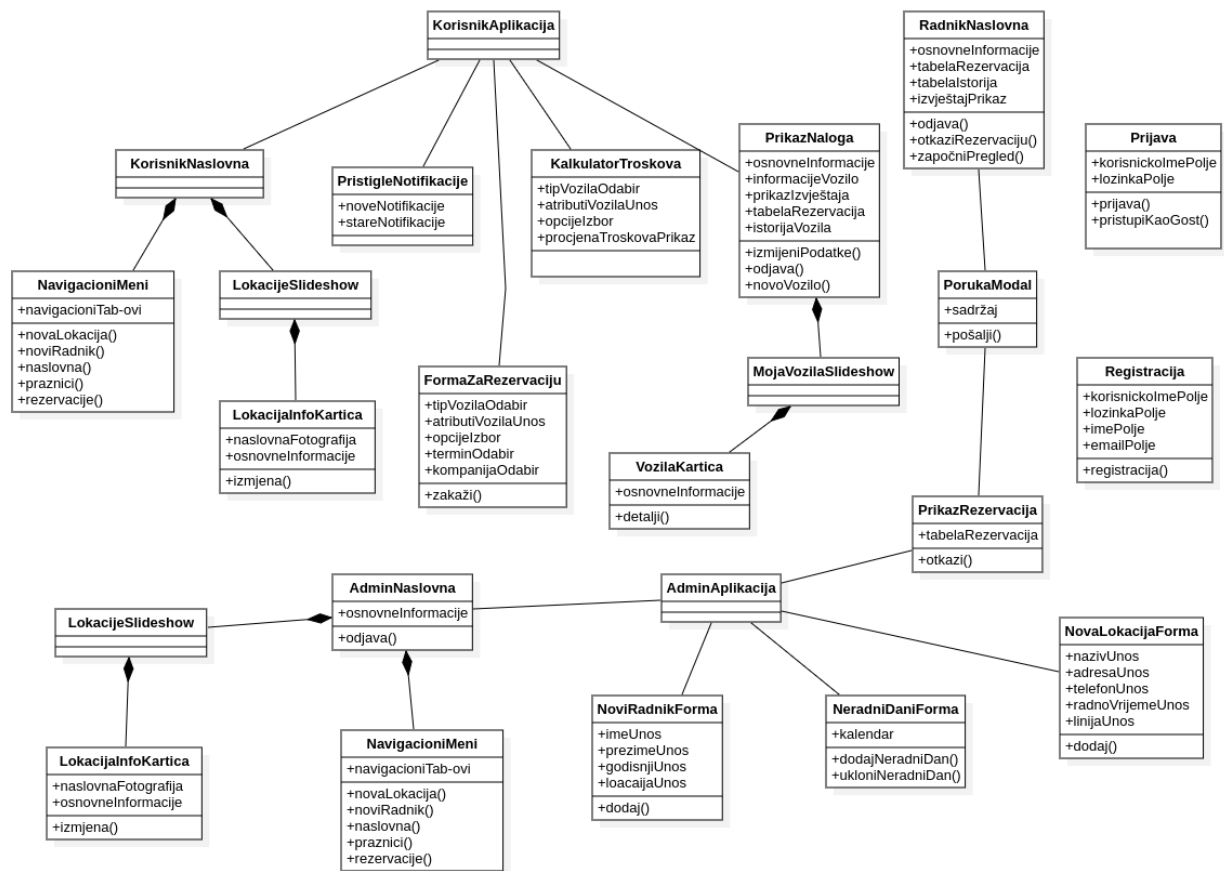 KorisnikAplikacija
RadnikNaslovna
+osnovneInformacije
+tabelaRezervacija
+tabelaIstorija
+izvještajPrikaz
+odjava()
+otkaziRezervaciju()
+započniPregled()
Prijava
+korisnickoImePolje
+lozinkaPolje
+prijava()
+pristupiKaoGost()
KorisnikNaslovna
PristigleNotifikacije
+noveNotifikacije
+stareNotifikacije
KalkulatorTroskova
+tipVozilaOdabir
+atributiVozilaUnos
+opcijeIzbor
+procjenaTroskovaPrikaz
PrikazNaloga
+osnovneInformacije
+informacijeVozilo
+prikazIzvještaja
+tabelaRezervacija
+istorijaVozila
+izmijeniPodatke()
+odjava()
+novoVozilo()
NavigacioniMeni
+navigacioniTab-ovi
+novaLokacija()
+noviRadnik()
+naslovna()
+praznici()
+rezervacije()
LokacijeSlideshow
PorukaModal
+sadržaj
+pošalji()
FormaZaRezervaciju
+tipVozilaOdabir
+atributiVozilaUnos
+opcijeIzbor
+terminOdabir
+kompanijaOdabir
+zakaži()
MojaVozilaSlideshow
Registracija
+korisnickoImePolje
+lozinkaPolje
+imePolje
+emailPolje
+registracija()
LokacijaInfoKartica
+naslovnaFotografija
+osnovneInformacije
+izmjena()
VozilaKartica
+osnovneInformacije
+detalji()
PrikazRezervacija
+tabelaRezervacija
+otkazi()
AdminNaslovna
+osnovneInformacije
+odjava()
AdminAplikacija
LokacijeSlideshow
NovaLokacijaForma
+nazivUnos
+adresaUnos
+telefonUnos
+radnoVrijemeUnos
+linijaUnos
+dodaj()
NoviRadnikForma
+imeUnos
+prezimeUnos
+godisnjiUnos
+loacaijaUnos
+dodaj()
NeradniDaniForma
+kalendar
+dodajNeradniDan()
+ukloniNeradniDan()
LokacijaInfoKartica
+naslovnaFotografija
+osnovneInformacije
+izmjena()
NavigacioniMeni
+navigacioniTab-ovi
+novaLokacija()
+noviRadnik()
+naslovna()
+praznici()
+rezervacije()